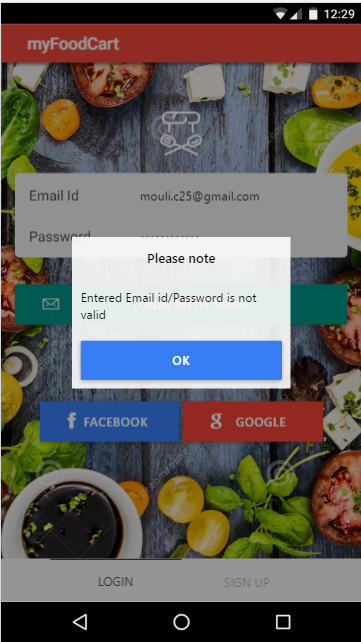 12:29
myFoodCart
Email Id mouli.c25@gmail.com
Password ············
Please note
Entered Email id/Password is not
valid
OK
f FACEBOOK g GOOGLE
LOGIN SIGN UP